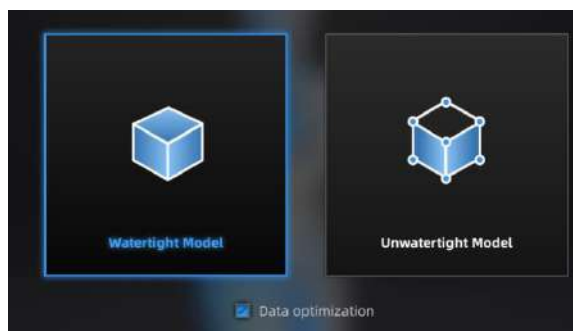 Watertight Model
Unwatertight Model
Data optimization